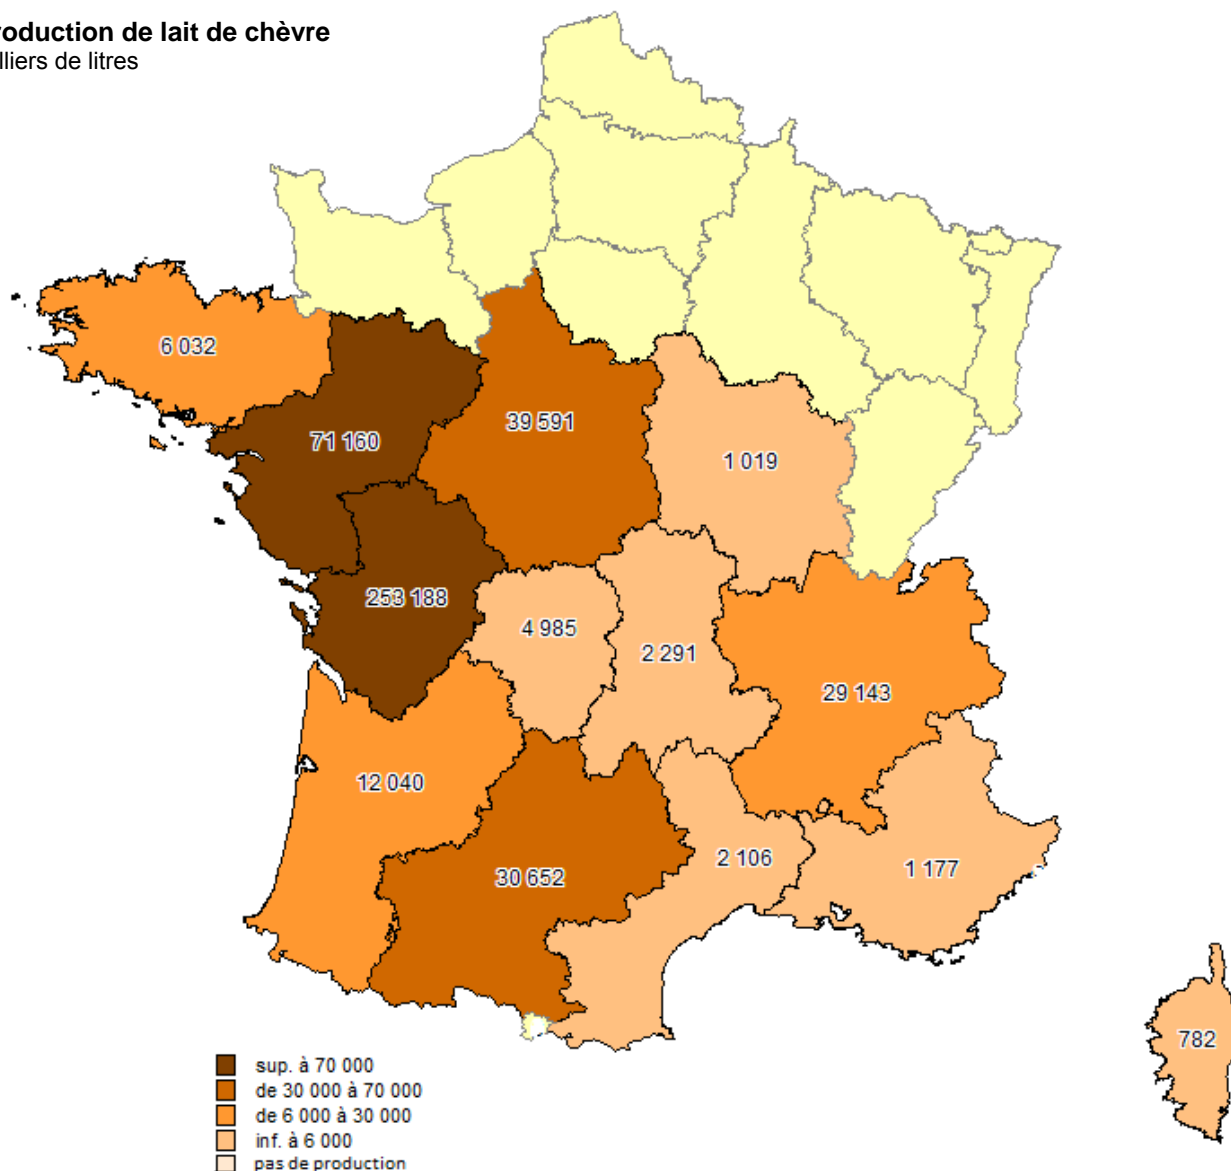 roduction de lait de chèvre
lliers de litres
6 032
71 160
39 591
1 019
253 188
4 985
2 291
29 143
12 040
30 652
2 106
1 177
782
sup. à 70 000
de 30 000 à 70 000
de 6 000 à 30 000
inf. à 6 000
pas de production